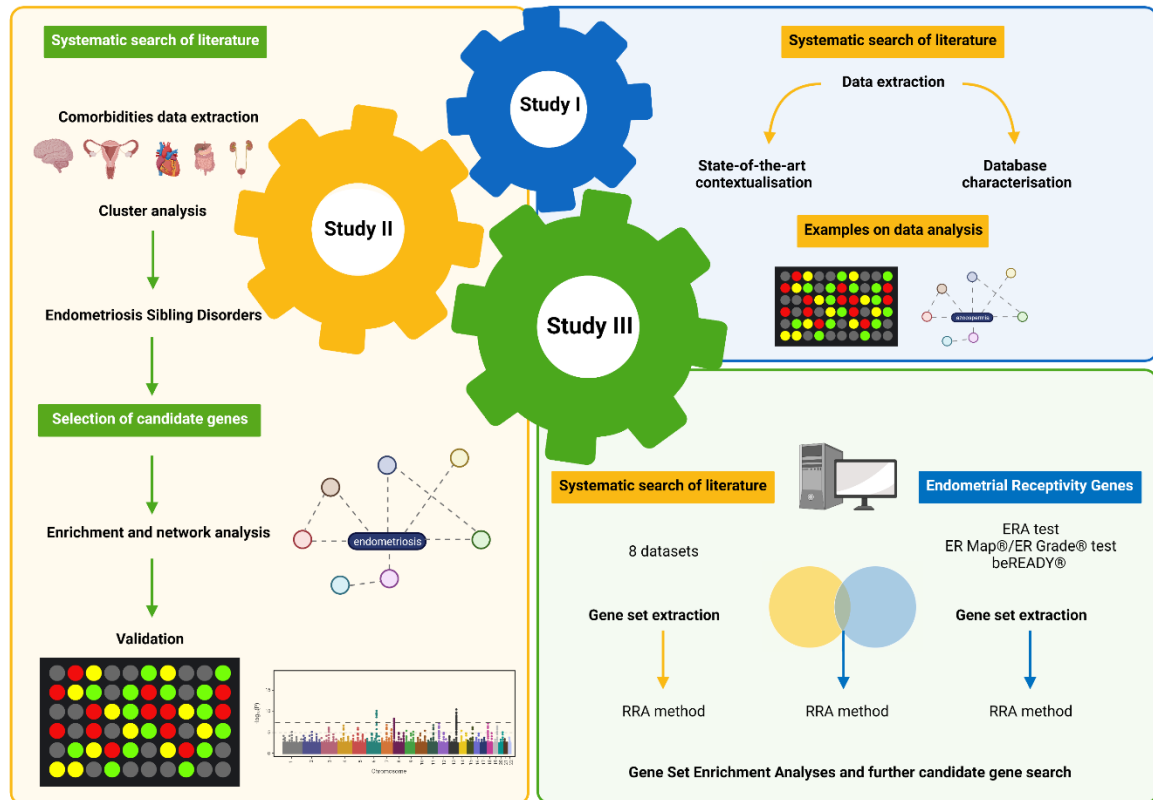 Systematic search of literature
Comorbidities data extraction
Cluster analysis
Endometriosis Sibling Disorders
Selection of candidate genes
Enrichment and network analysis
endometriosis
Validation
Chromosome
Study I
Study II
Study III
Systematic search of literature
Data extraction
State-of-the-art
contextualisation
Database
characterisation
Examples on data analysis
azoospermia
Systematic search of literature
8 datasets
Gene set extraction
RRA method
RRA method
Endometrial Receptivity Genes
ERA test
ER Map®/ER Grade® test
beREADY®
Gene set extraction
RRA method
Gene Set Enrichment Analyses and further candidate gene search